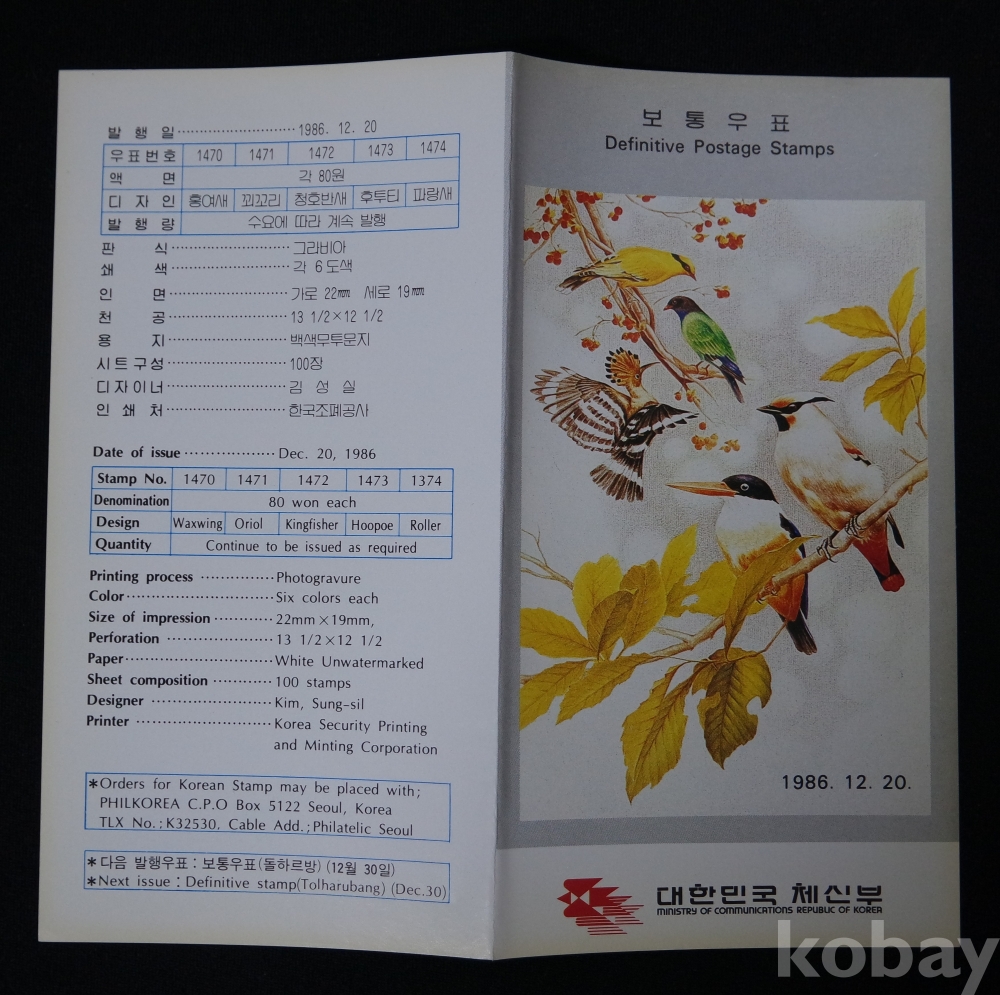 발 행 일 ················ 1986. 12. 20
우표번호 1470 1471 1472 1473 1474
액 면 각 80원
디 자 인 홍여새 꾀꼬리 청호반새 후투티 파랑새
발 행 량 수요에 따라 계속 발행
판 식 ················ 그라비아
쇄 색 ················ 각 6도색
인 면 ················ 가로 22㎜ 세로 19㎜
천 공 ················ 13 1/2×12 1/2
용 지 ················ 백색무투문지
시트구성 ················ 100장
디자이너 ················ 김 성 실
인 쇄 처 ················ 한국조폐공사
Date of issue ················ Dec. 20, 1986
Stamp No. 1470 1471 1472 1473 1374
Denomination 80 won each
Design Waxwing Oriol Kingfisher Hoopoe Roller
Quantity Continue to be issued as required
Printing process ············ Photogravure
Color ···················· Six colors each
Size of impression ·········· 22mm×19mm,
Perforation ················ 13 1/2×12 1/2
Paper ···················· White Unwatermarked
Sheet composition ·········· 100 stamps
Designer ················ Kim, Sung-sil
Printer ·················· Korea Security Printing
and Minting Corporation
*Orders for Korean Stamp may be placed with;
PHILKOREA C.P.O Box 5122 Seoul, Korea
TLX No.:K32530, Cable Add.;Philatelic Seoul
* 다음 발행우표 : 보통우표(돌하르방) (12월 30일)
*Next issue : Definitive stamp(Tolharubang) (Dec.30)
보 통 우 표
Definitive Postage Stamps
1986. 12. 20.
대한민국 체신부
MINISTRY OF COMMUNICATIONS REPUBLIC OF KOREA
kobay